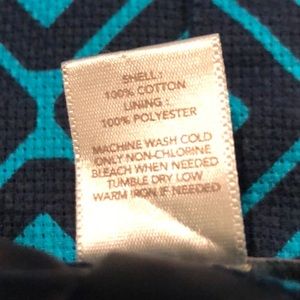 SHELL :
100% COTTON
LINING :
100% POLYESTER
MACHINE WASH COLD
ONLY NON-CHLORINE
BLEACH WHEN NEEDED
TUMBLE DRY LOW
WARM IRON IF NEEDED